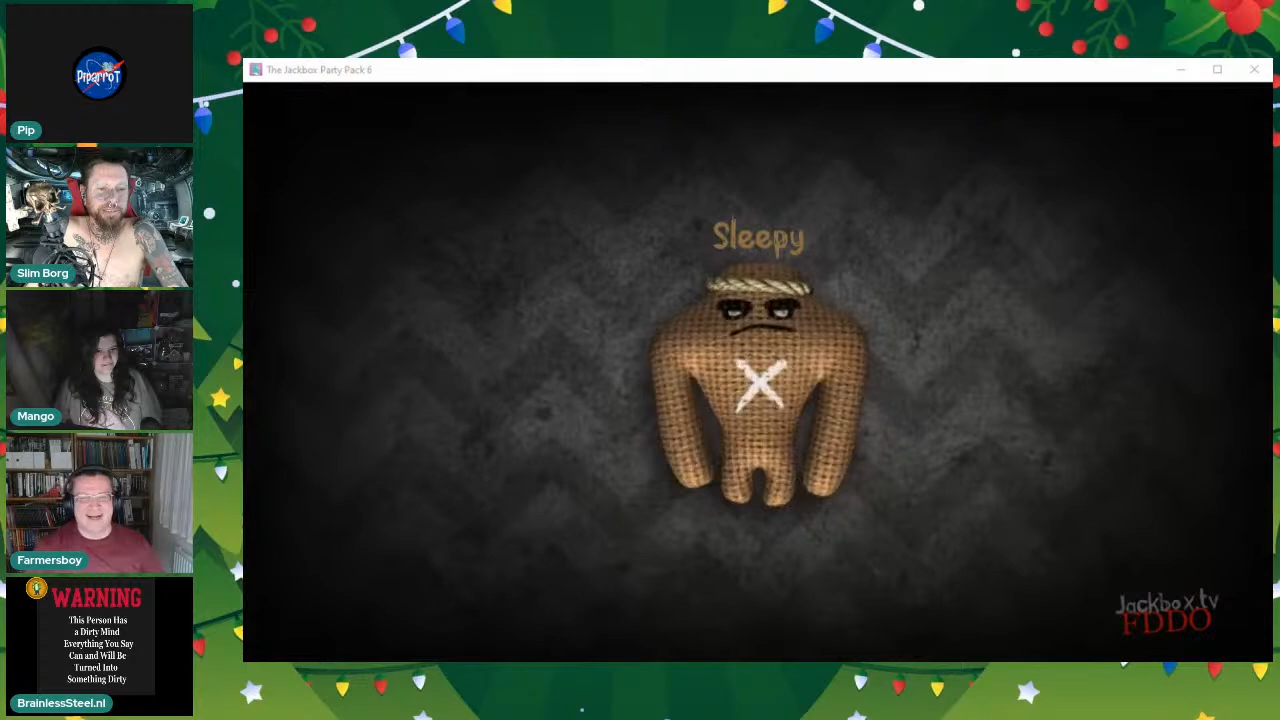 PiparroT
Pip
Slim Borg
Mango
Farmersboy
WARNING
This Person Has
a Dirty Mind
Everything You Say
Can and Will Be
Turned Into
Something Dirty
BrainlessSteel.nl
The Jackbox Party Pack 6
Sleepy
Jackbox.tv
FDDO